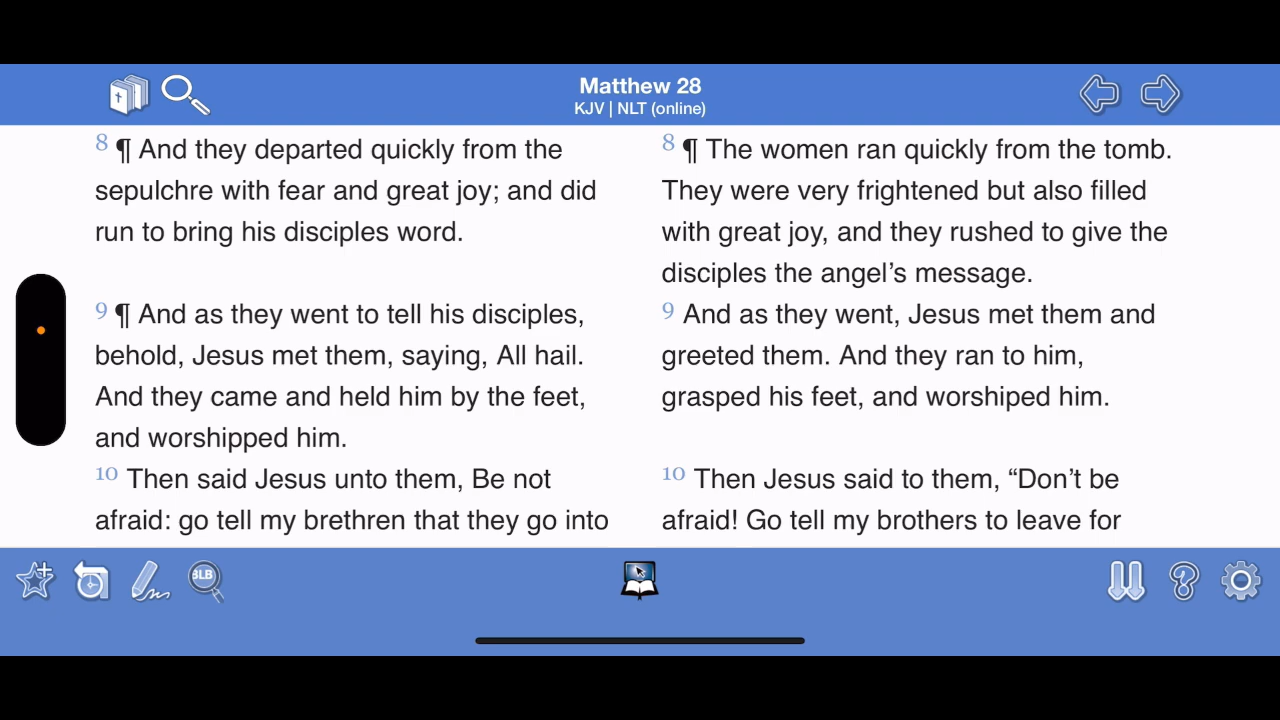 Matthew 28
KJV | NLT (online)
8 ¶ And they departed quickly from the
sepulchre with fear and great joy; and did
run to bring his disciples word.
9 ¶ And as they went to tell his disciples,
behold, Jesus met them, saying, All hail.
And they came and held him by the feet,
and worshipped him.
10 Then said Jesus unto them, Be not
afraid: go tell my brethren that they go into
8 ¶ The women ran quickly from the tomb.
They were very frightened but also filled
with great joy, and they rushed to give the
disciples the angel’s message.
9 And as they went, Jesus met them and
greeted them. And they ran to him,
grasped his feet, and worshiped him.
10 Then Jesus said to them, “Don’t be
afraid! Go tell my brothers to leave for
BLB